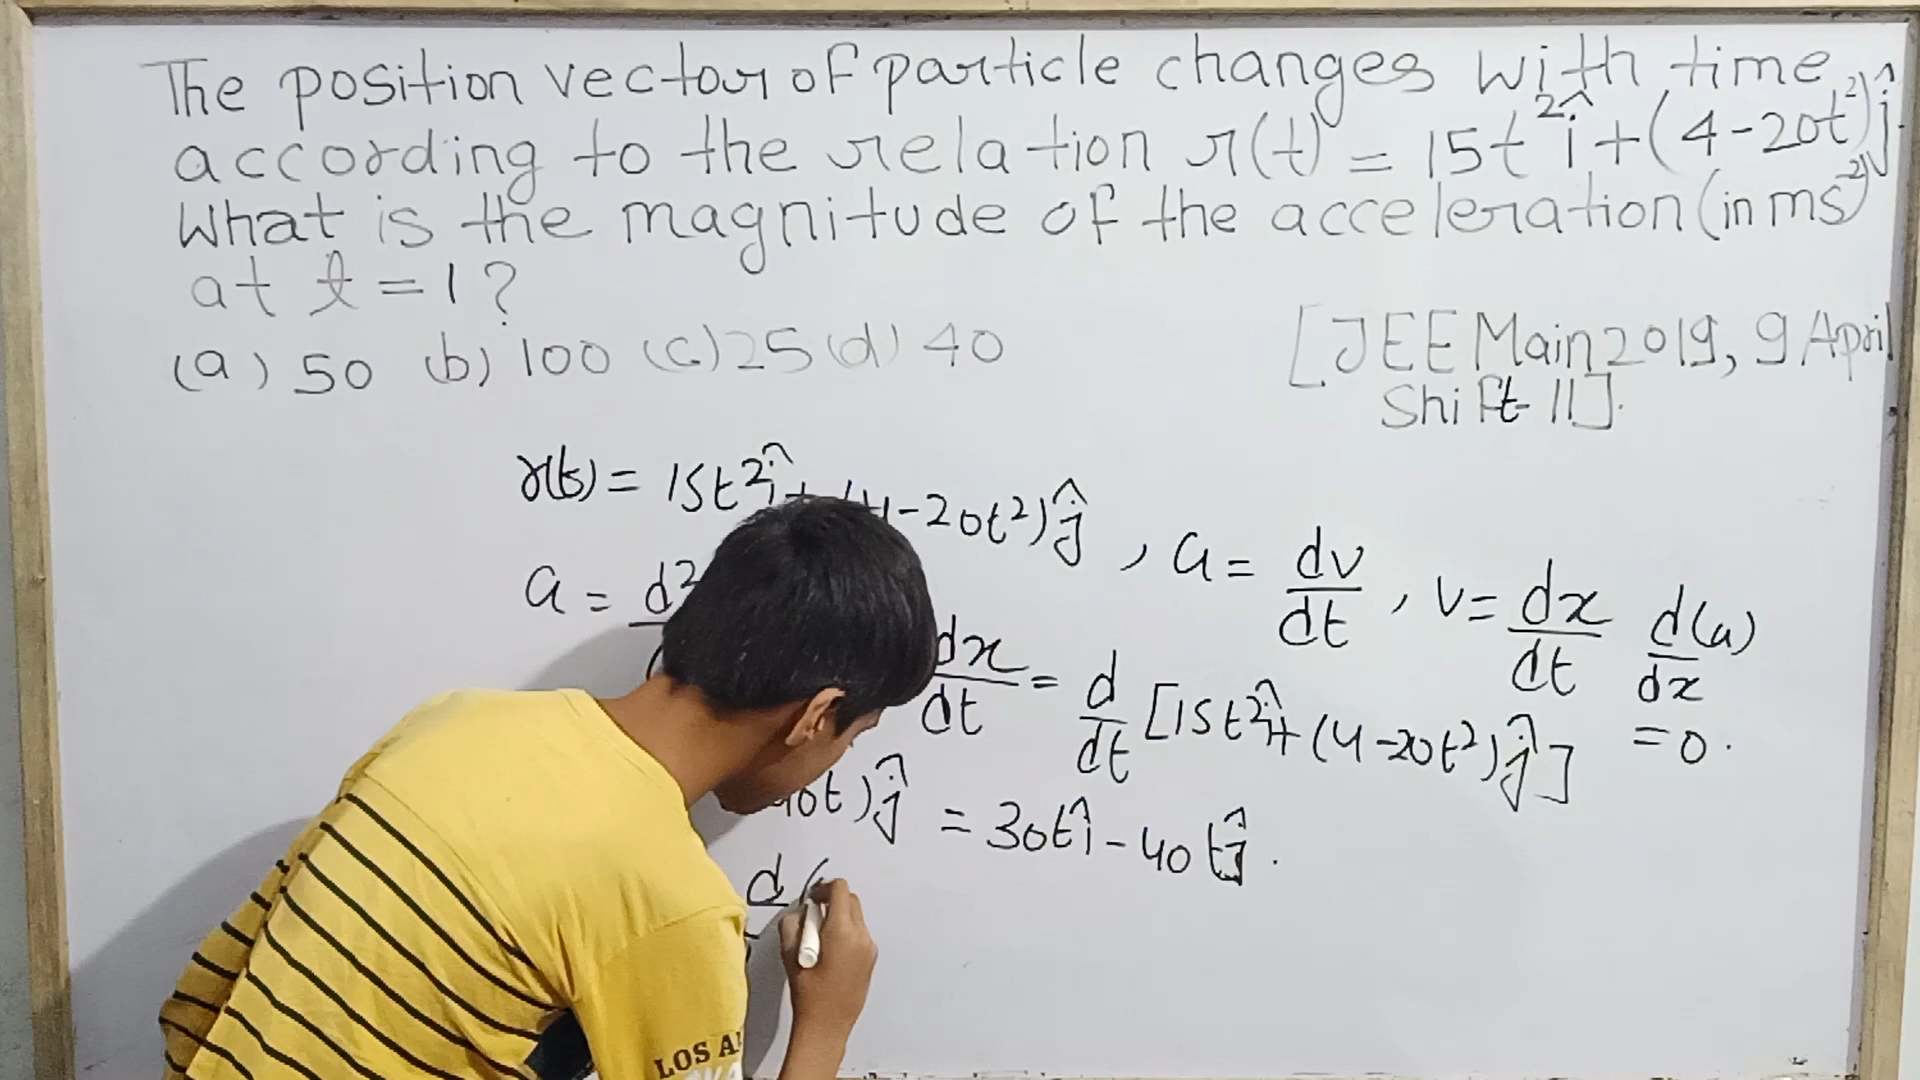 The position vector of particle changes with time
according to the relation r(t) = 15t² î + (4 - 20t²) ĵ.
What is the magnitude of the acceleration (in ms⁻²)
at t = 1 ?
(a) 50 (b) 100 (c) 25 (d) 40
[JEE Main 2019, 9 April
Shift-II].
r(t) = 15t² î + (4 - 20t²) ĵ , a = dv/dt , v = dx/dt d(a)/dx = 0.
a = d²
dx/dt = d/dt [15t² î + (4 - 20t²) ĵ]
40t) ĵ = 30t î - 40t ĵ .
d (
LOS A